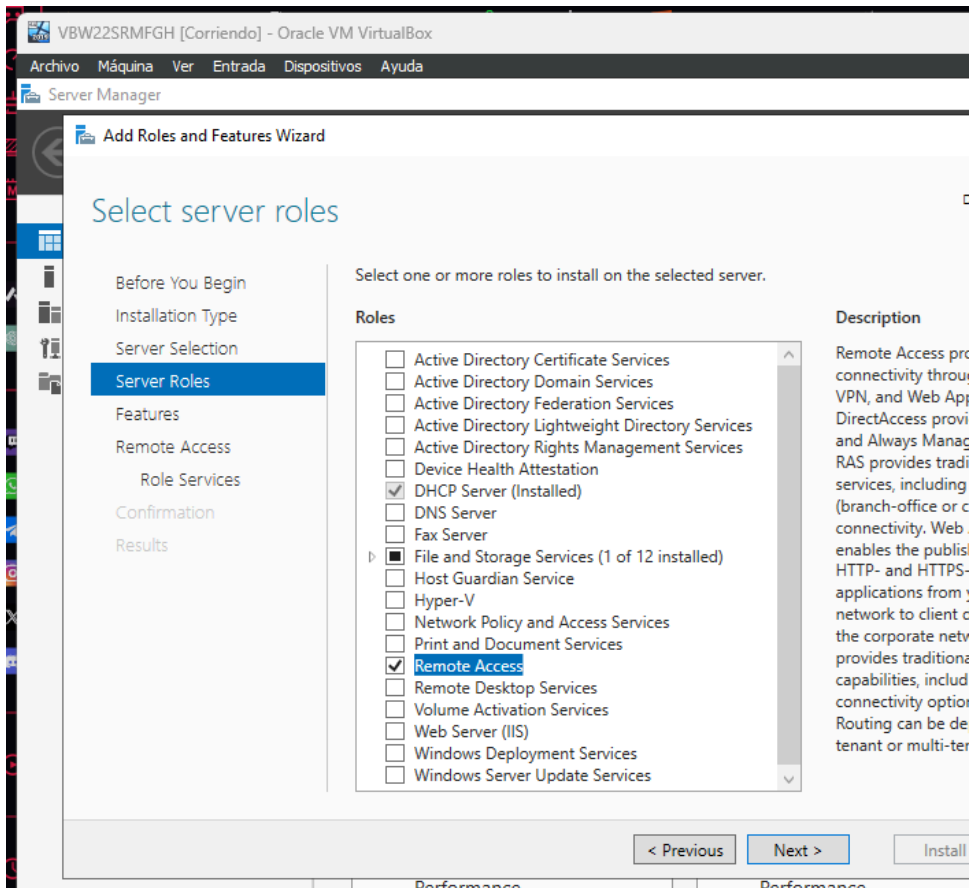 VBW22SRMFGH [Corriendo] - Oracle VM VirtualBox
Archivo Máquina Ver Entrada Dispositivos Ayuda
Server Manager
Add Roles and Features Wizard
Select server roles
Before You Begin
Installation Type
Server Selection
Server Roles
Features
Remote Access
Role Services
Confirmation
Results
Select one or more roles to install on the selected server.
Roles
Active Directory Certificate Services
Active Directory Domain Services
Active Directory Federation Services
Active Directory Lightweight Directory Services
Active Directory Rights Management Services
Device Health Attestation
DHCP Server (Installed)
DNS Server
Fax Server
File and Storage Services (1 of 12 installed)
Host Guardian Service
Hyper-V
Network Policy and Access Services
Print and Document Services
Remote Access
Remote Desktop Services
Volume Activation Services
Web Server (IIS)
Windows Deployment Services
Windows Server Update Services
Description
Remote Access pro
connectivity throug
VPN, and Web App
DirectAccess provi
and Always Manag
RAS provides tradi
services, including
(branch-office or c
connectivity. Web
enables the publis
HTTP- and HTTPS-
applications from y
network to client d
the corporate netw
provides traditiona
capabilities, includ
connectivity option
Routing can be de
tenant or multi-ter
< Previous
Next >
Install
Performance
Performance